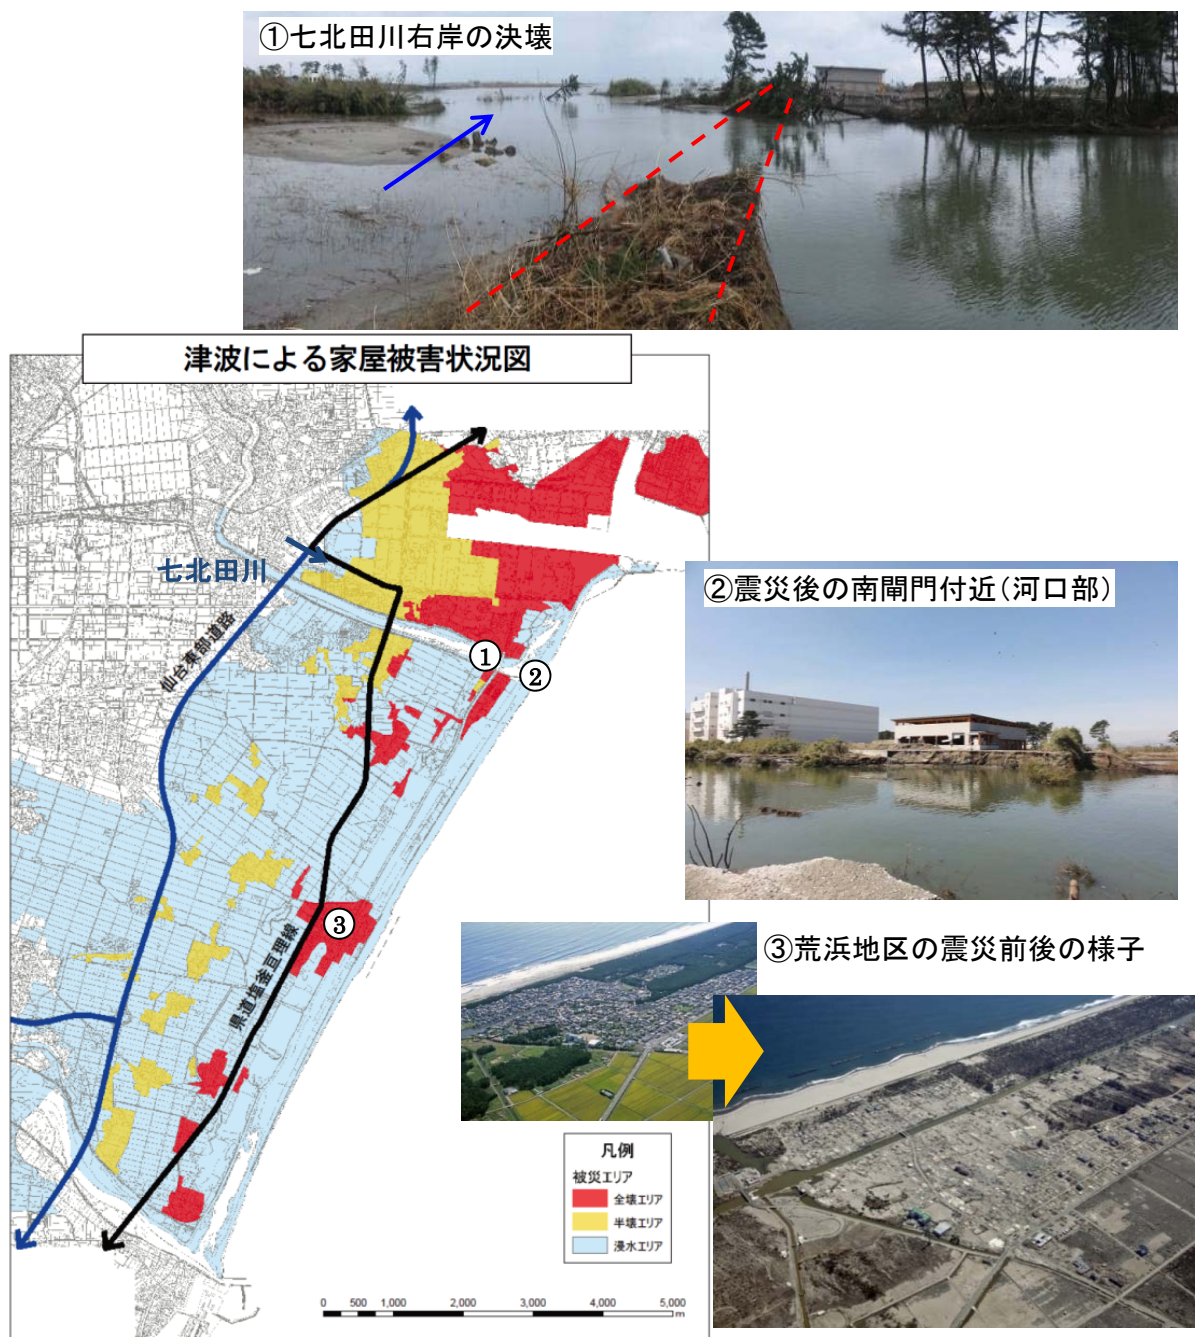 ①七北田川右岸の決壊
津波による家屋被害状況図
七北田川
仙台東部道路
①
②
②震災後の南閘門付近(河口部)
県道塩釜亘理線
③
③荒浜地区の震災前後の様子
凡例
被災エリア
全壊エリア
半壊エリア
浸水エリア
0 500 1,000 2,000 3,000 4,000 5,000
m